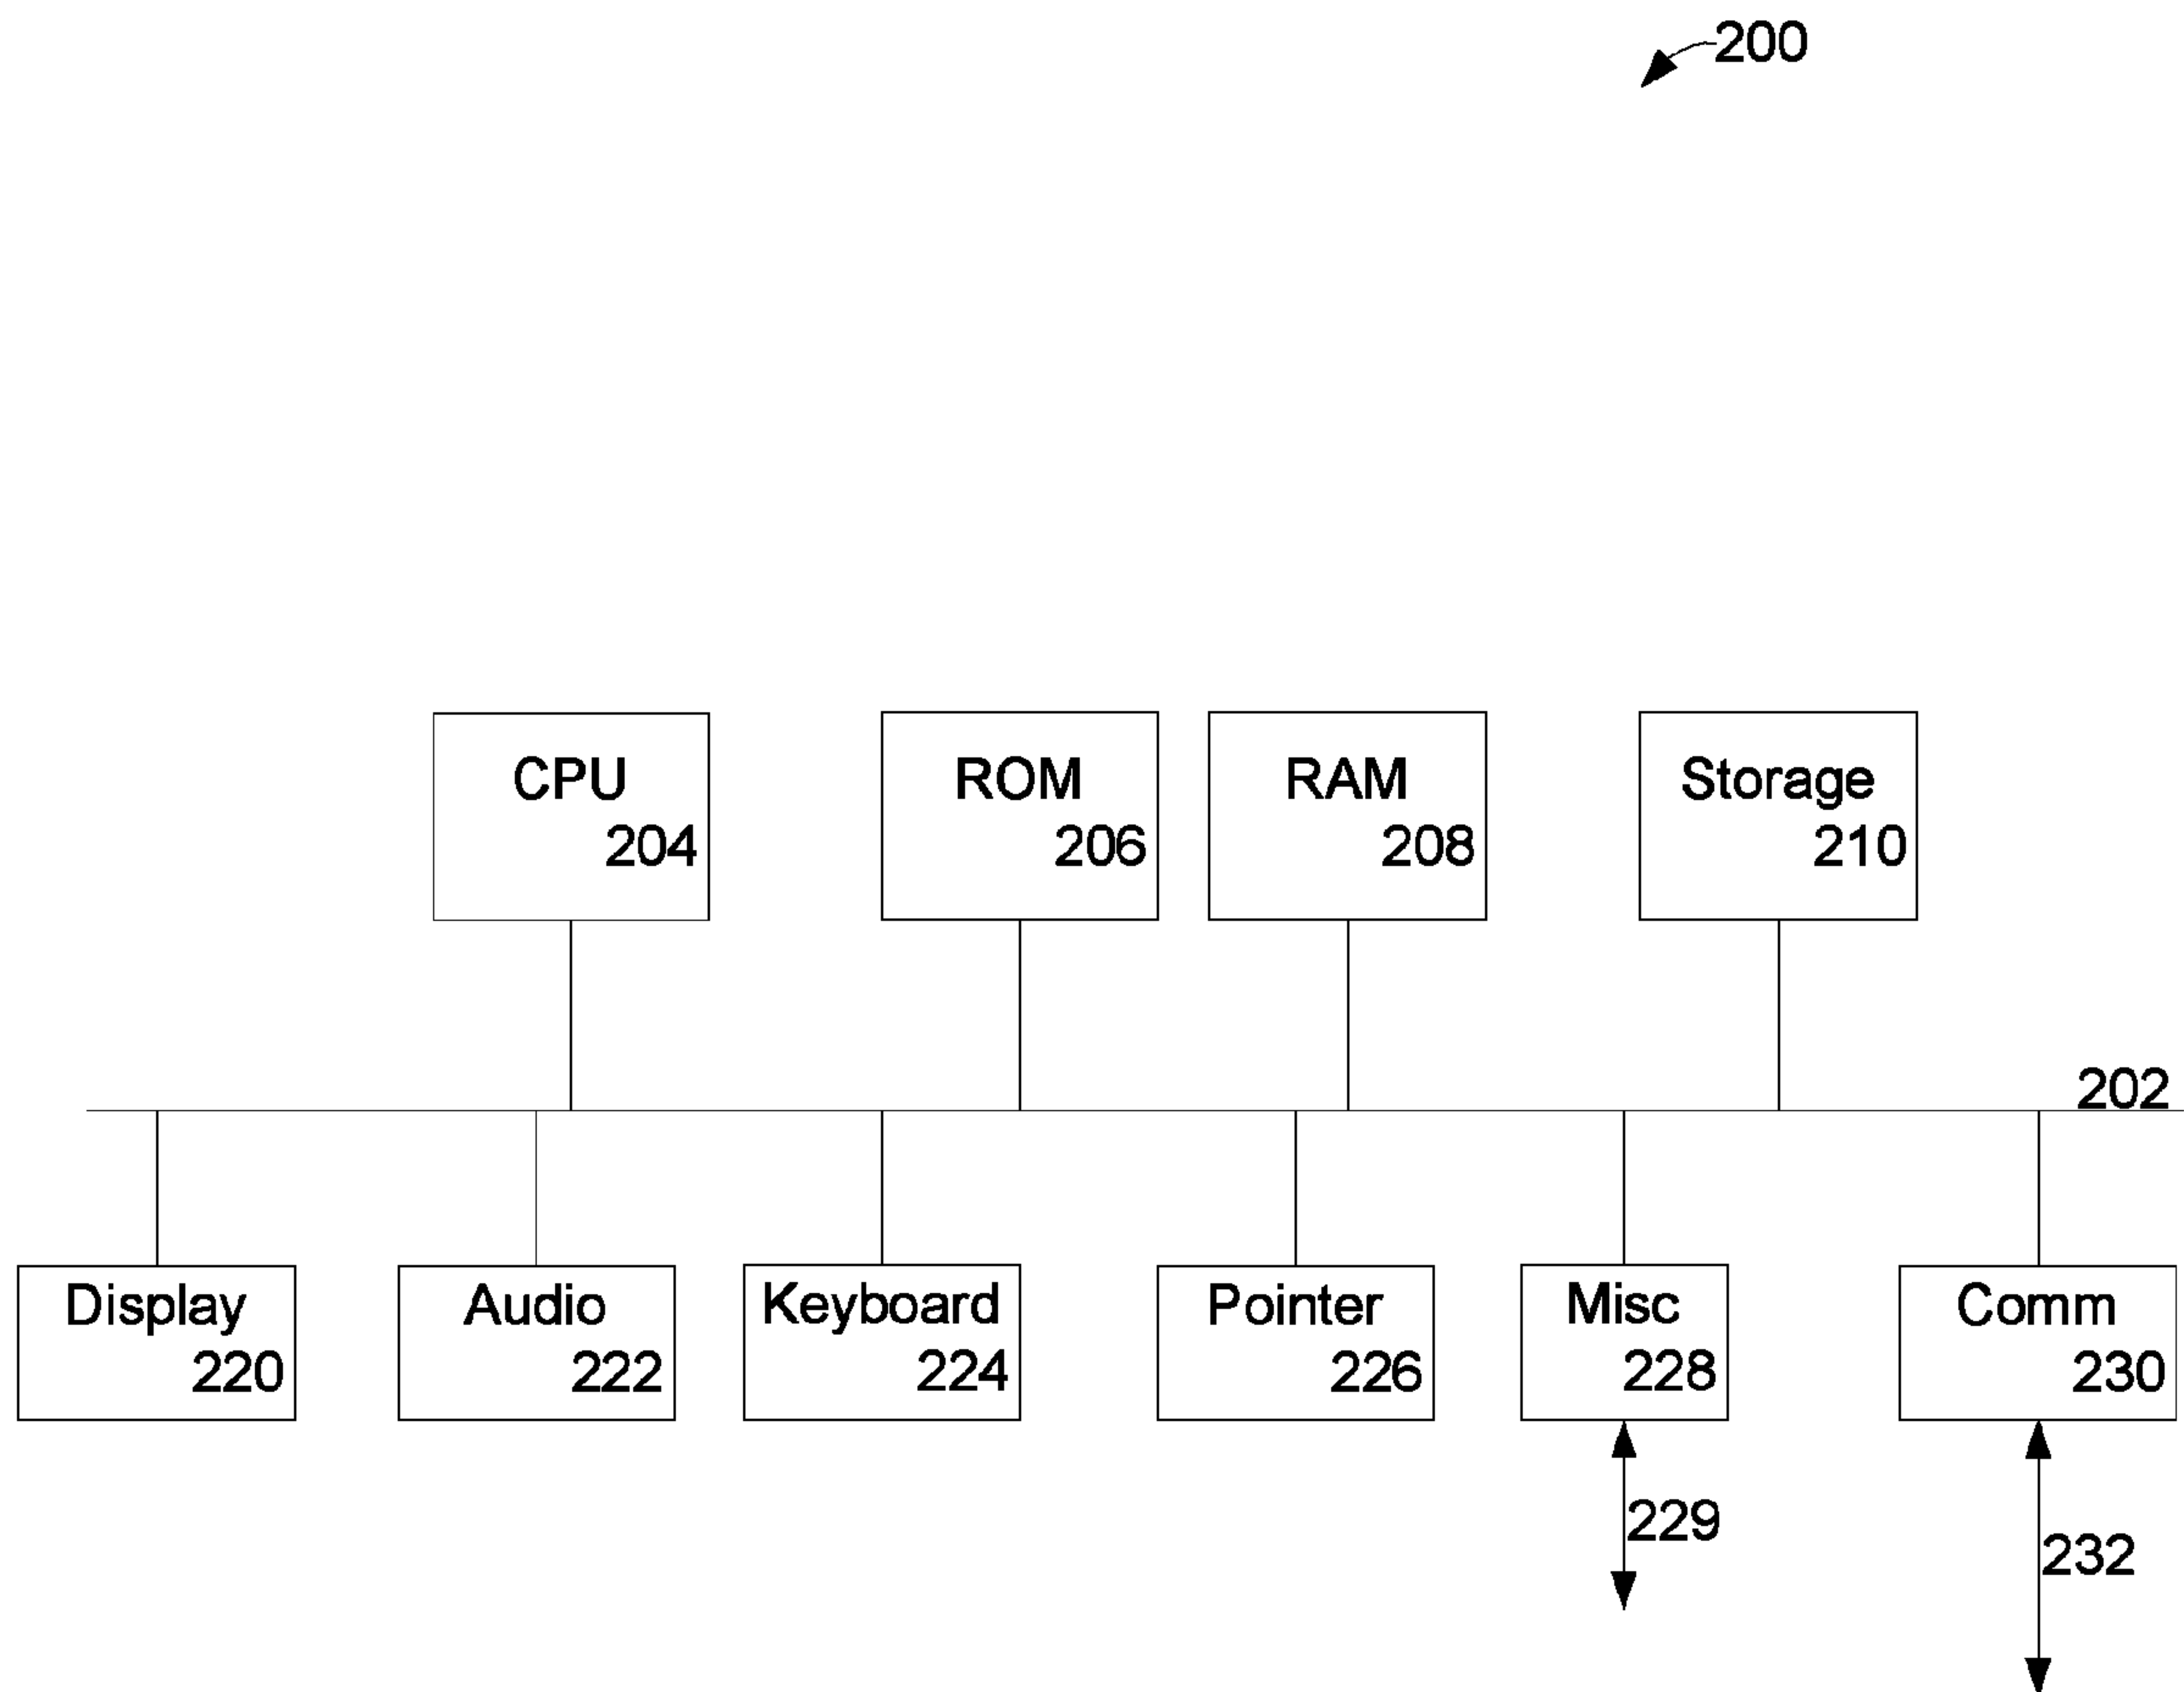 200
CPU
204
ROM
206
RAM
208
Storage
210
202
Display
220
Audio
222
Keyboard
224
Pointer
226
Misc
228
Comm
230
229
232